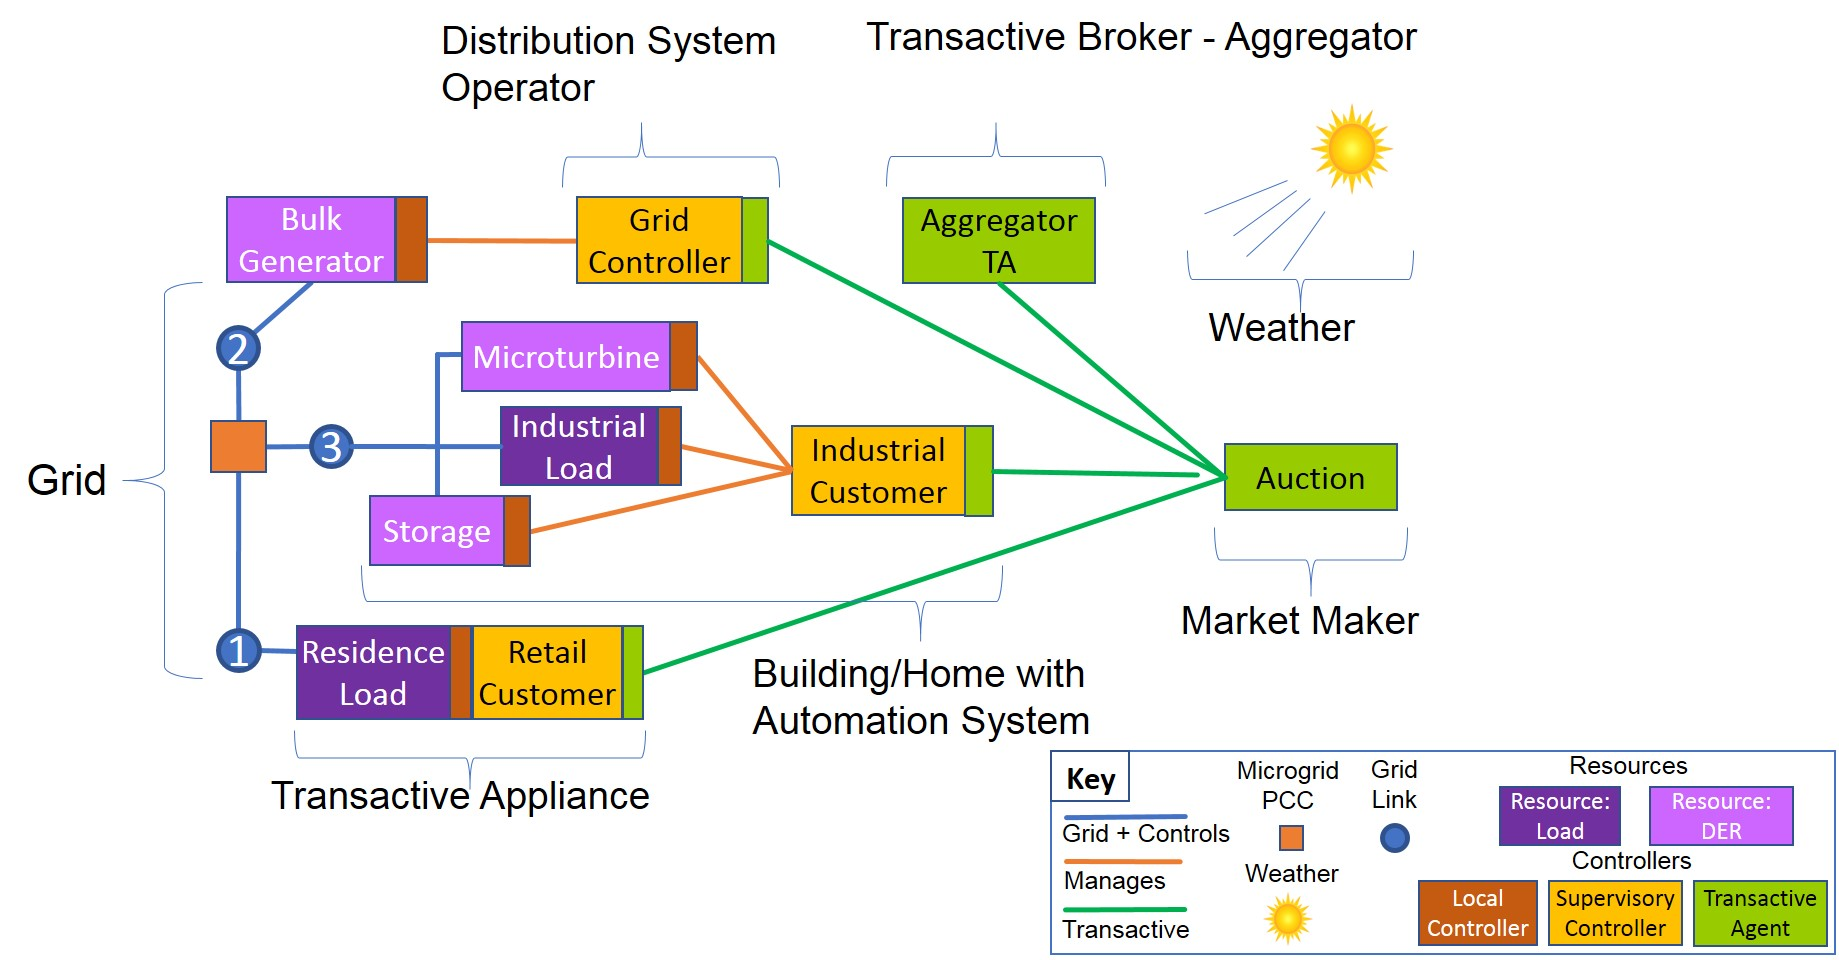 Distribution System
Operator
Transactive Broker - Aggregator
Bulk
Generator
Grid
Controller
Aggregator
TA
Weather
2
Microturbine
3
Industrial
Load
Industrial
Customer
Auction
Grid
Storage
Market Maker
1
Residence
Load
Retail
Customer
Building/Home with
Automation System
Transactive Appliance
Key
Grid + Controls
Manages
Transactive
Microgrid
PCC
Weather
Grid
Link
Resources
Resource:
Load
Resource:
DER
Controllers
Local
Controller
Supervisory
Controller
Transactive
Agent